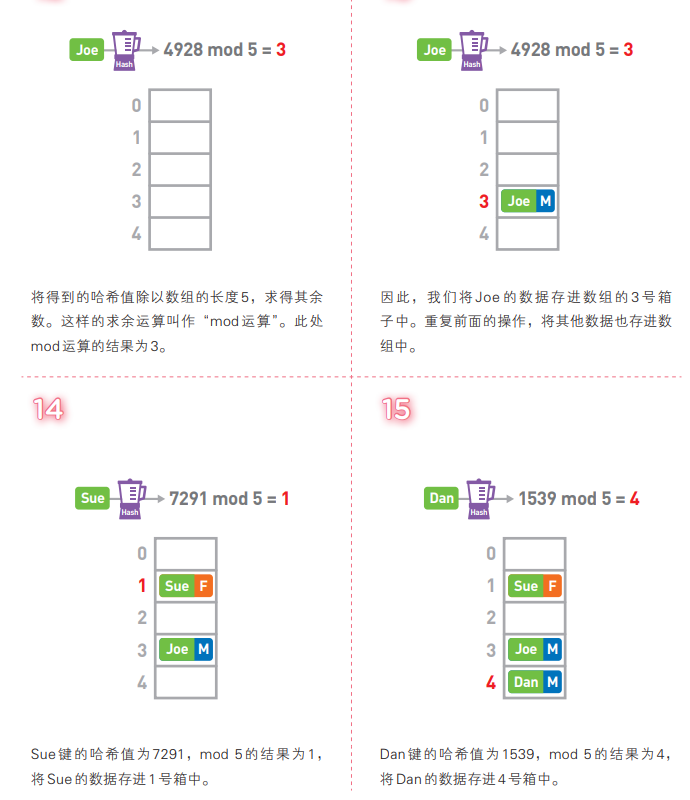 Joe Hash 4928 mod 5 = 3
0
1
2
3
4
将得到的哈希值除以数组的长度5，求得其余
数。这样的求余运算叫作“mod运算”。此处
mod运算的结果为3。
Joe Hash 4928 mod 5 = 3
0
1
2
3 Joe M
4
因此，我们将Joe的数据存进数组的3号箱
子中。重复前面的操作，将其他数据也存进数
组中。
14
Sue Hash 7291 mod 5 = 1
0
1 Sue F
2
3 Joe M
4
Sue键的哈希值为7291，mod 5的结果为1，
将Sue的数据存进1号箱中。
15
Dan Hash 1539 mod 5 = 4
0
1 Sue F
2
3 Joe M
4 Dan M
Dan键的哈希值为1539，mod 5的结果为4，
将Dan的数据存进4号箱中。